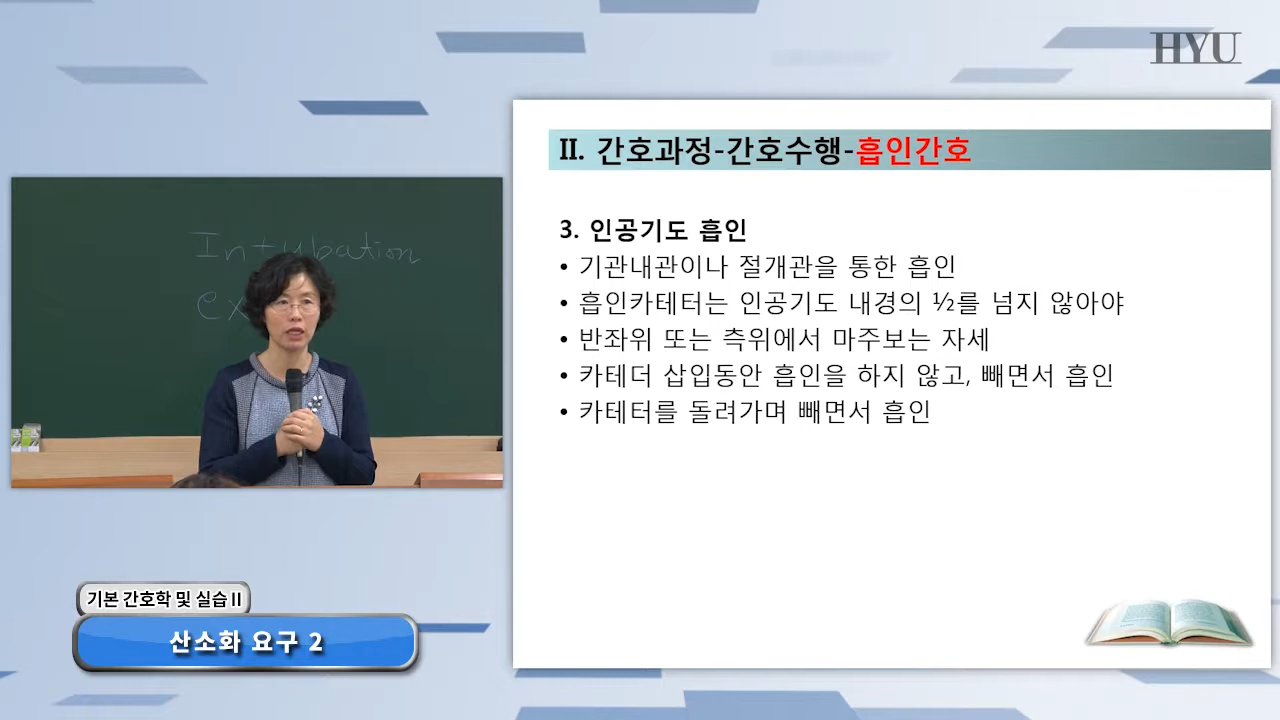 HYU
II. 간호과정-간호수행-흡인간호
3. 인공기도 흡인
• 기관내관이나 절개관을 통한 흡인
• 흡인카테터는 인공기도 내경의 ½를 넘지 않아야
• 반좌위 또는 측위에서 마주보는 자세
• 카테더 삽입동안 흡인을 하지 않고, 빼면서 흡인
• 카테터를 돌려가며 빼면서 흡인
Intubation
ex
기본 간호학 및 실습 II
산소화 요구 2